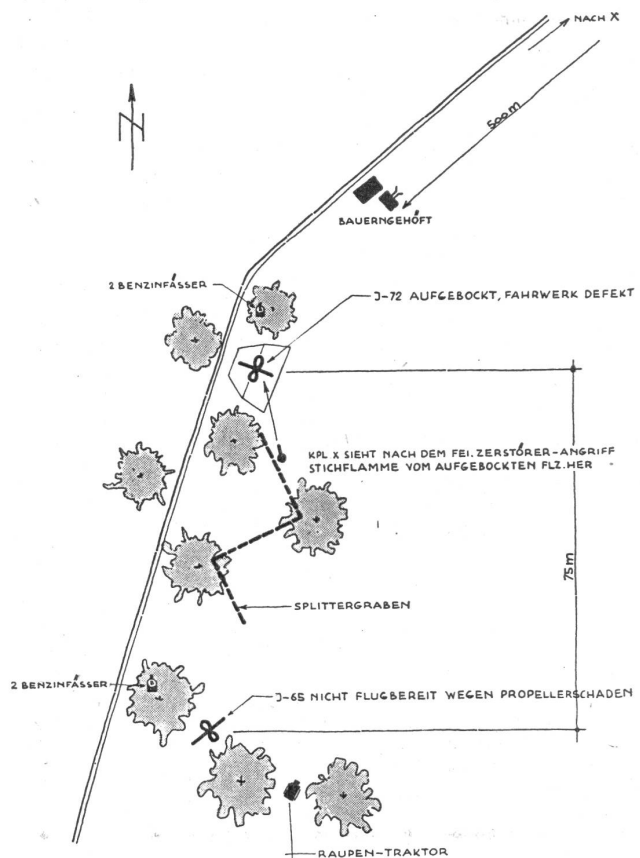 NACH X
500 m
N
BAUERNGEHÖFT
2 BENZINFÄSSER
J-72 AUFGEBOCKT, FAHRWERK DEFEKT
KPL X SIEHT NACH DEM FEI. ZERSTÖRER-ANGRIFF
STICHFLAMME VOM AUFGEBOCKTEN FLZ. HER
75 m
SPLITTERGRABEN
2 BENZINFÄSSER
J-65 NICHT FLUGBEREIT WEGEN PROPELLERSCHADEN
RAUPEN-TRAKTOR